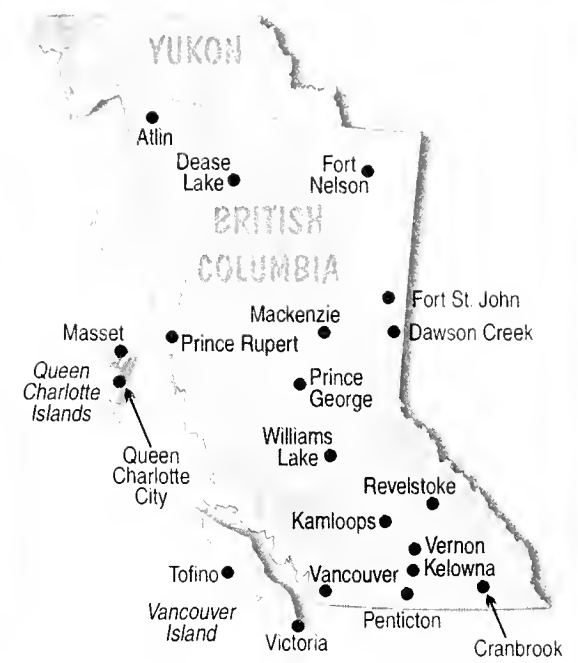 YUKON
Atlin
Dease
Lake
Fort
Nelson
BRITISH
COLUMBIA
Fort St. John
Mackenzie
Dawson Creek
Masset
Prince Rupert
Queen
Charlotte
Islands
Prince
George
Queen
Charlotte
City
Williams
Lake
Revelstoke
Kamloops
Vernon
Kelowna
Tofino
Vancouver
Vancouver
Island
Penticton
Victoria
Cranbrook